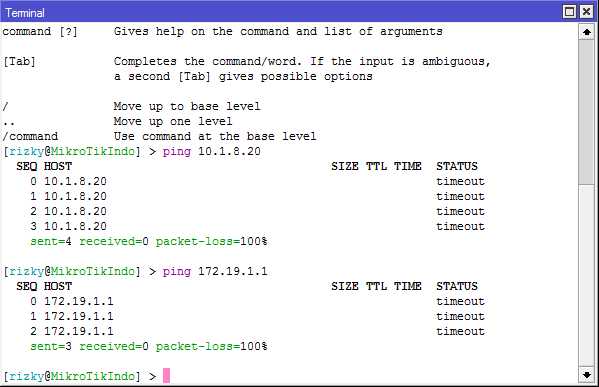 Terminal
command [?]     Gives help on the command and list of arguments
[Tab]           Completes the command/word. If the input is ambiguous,
                a second [Tab] gives possible options
/               Move up to base level
..              Move up one level
/command        Use command at the base level
[rizky@MikroTikIndo] > ping 10.1.8.20
  SEQ HOST                                     SIZE TTL TIME  STATUS
    0 10.1.8.20                                               timeout
    1 10.1.8.20                                               timeout
    2 10.1.8.20                                               timeout
    3 10.1.8.20                                               timeout
    sent=4 received=0 packet-loss=100%
[rizky@MikroTikIndo] > ping 172.19.1.1
  SEQ HOST                                     SIZE TTL TIME  STATUS
    0 172.19.1.1                                              timeout
    1 172.19.1.1                                              timeout
    2 172.19.1.1                                              timeout
    sent=3 received=0 packet-loss=100%
[rizky@MikroTikIndo] >